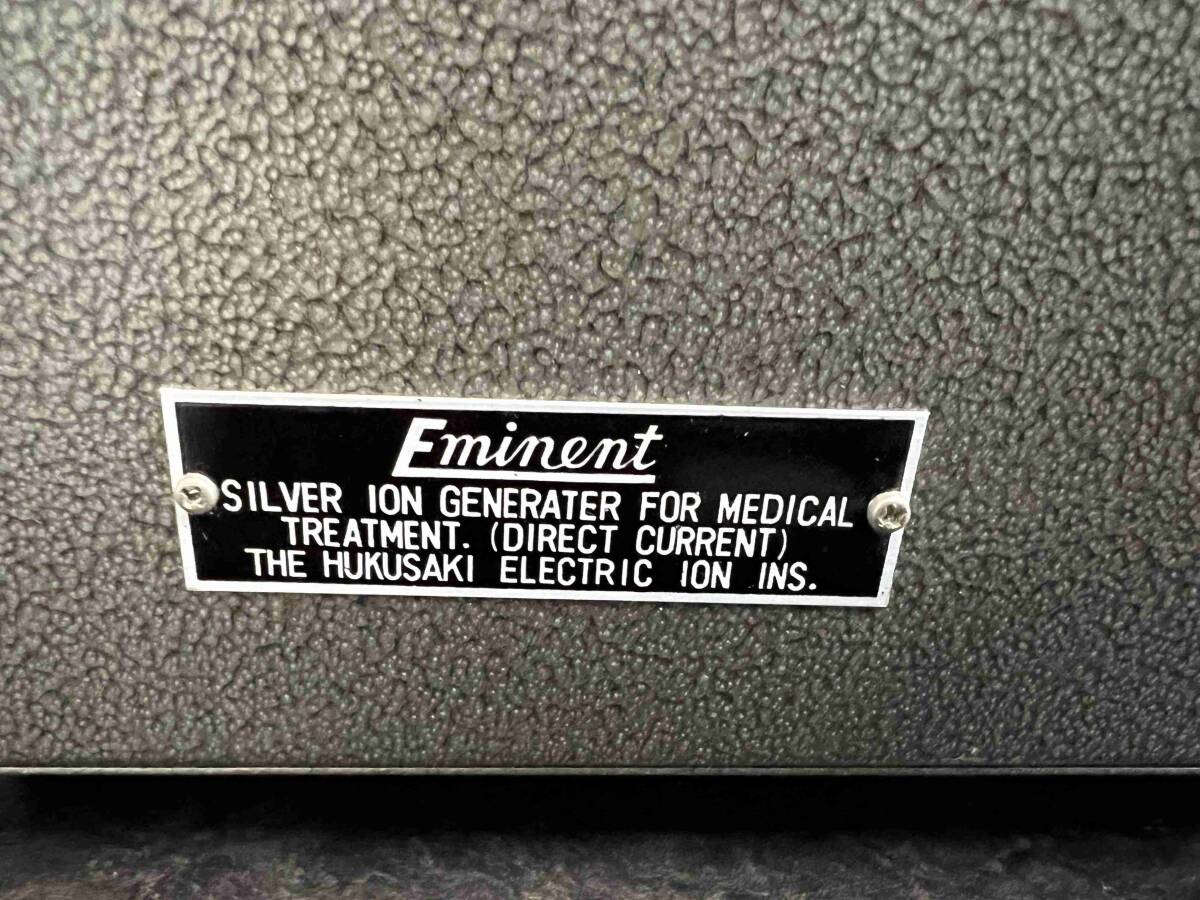 Eminent
SILVER ION GENERATER FOR MEDICAL
TREATMENT. (DIRECT CURRENT)
THE HUKUSAKI ELECTRIC ION INS.